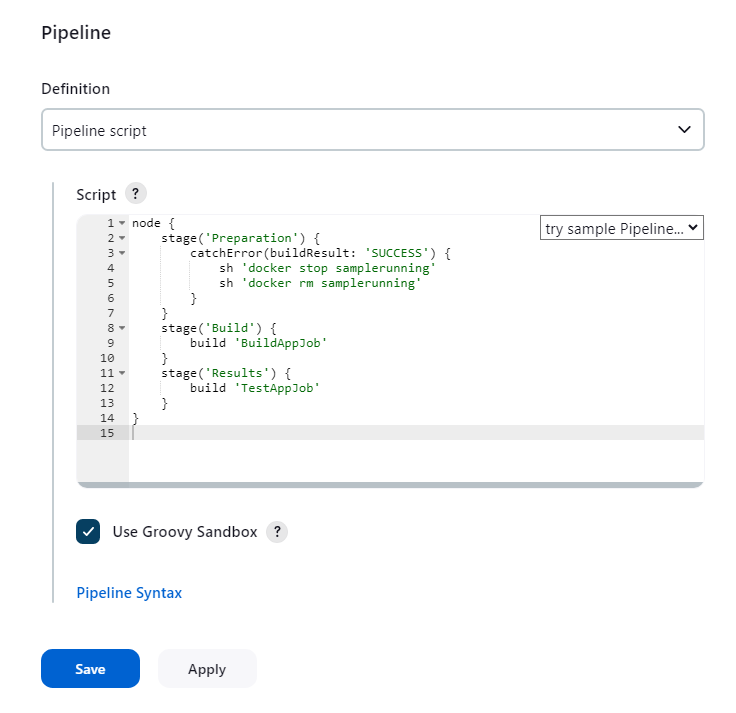 Pipeline
Definition
Pipeline script
Script ?
try sample Pipeline...
1 node {
2     stage('Preparation') {
3         catchError(buildResult: 'SUCCESS') {
4             sh 'docker stop samplerunning'
5             sh 'docker rm samplerunning'
6         }
7     }
8     stage('Build') {
9         build 'BuildAppJob'
10     }
11     stage('Results') {
12         build 'TestAppJob'
13     }
14 }
15
Use Groovy Sandbox ?
Pipeline Syntax
Save Apply